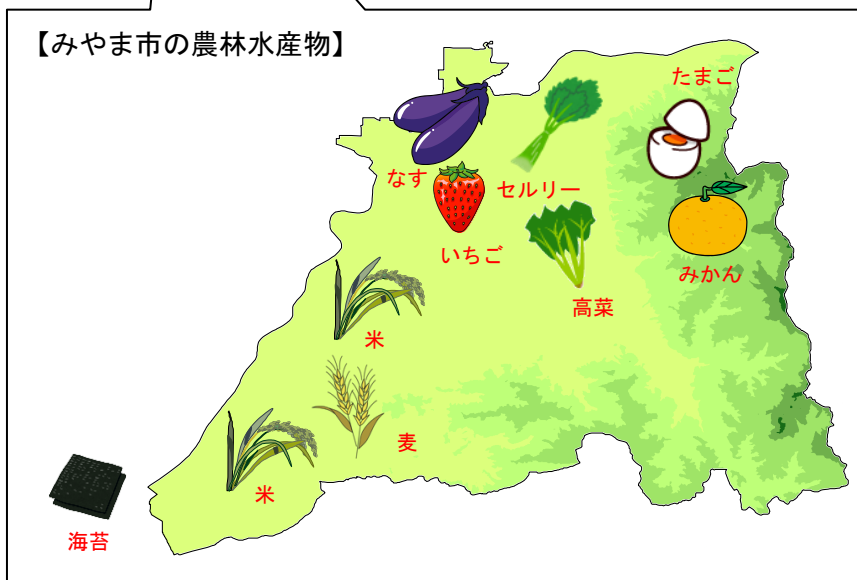 【みやま市の農林水産物】
たまご
なす
セルリー
いちご
みかん
高菜
米
麦
米
海苔